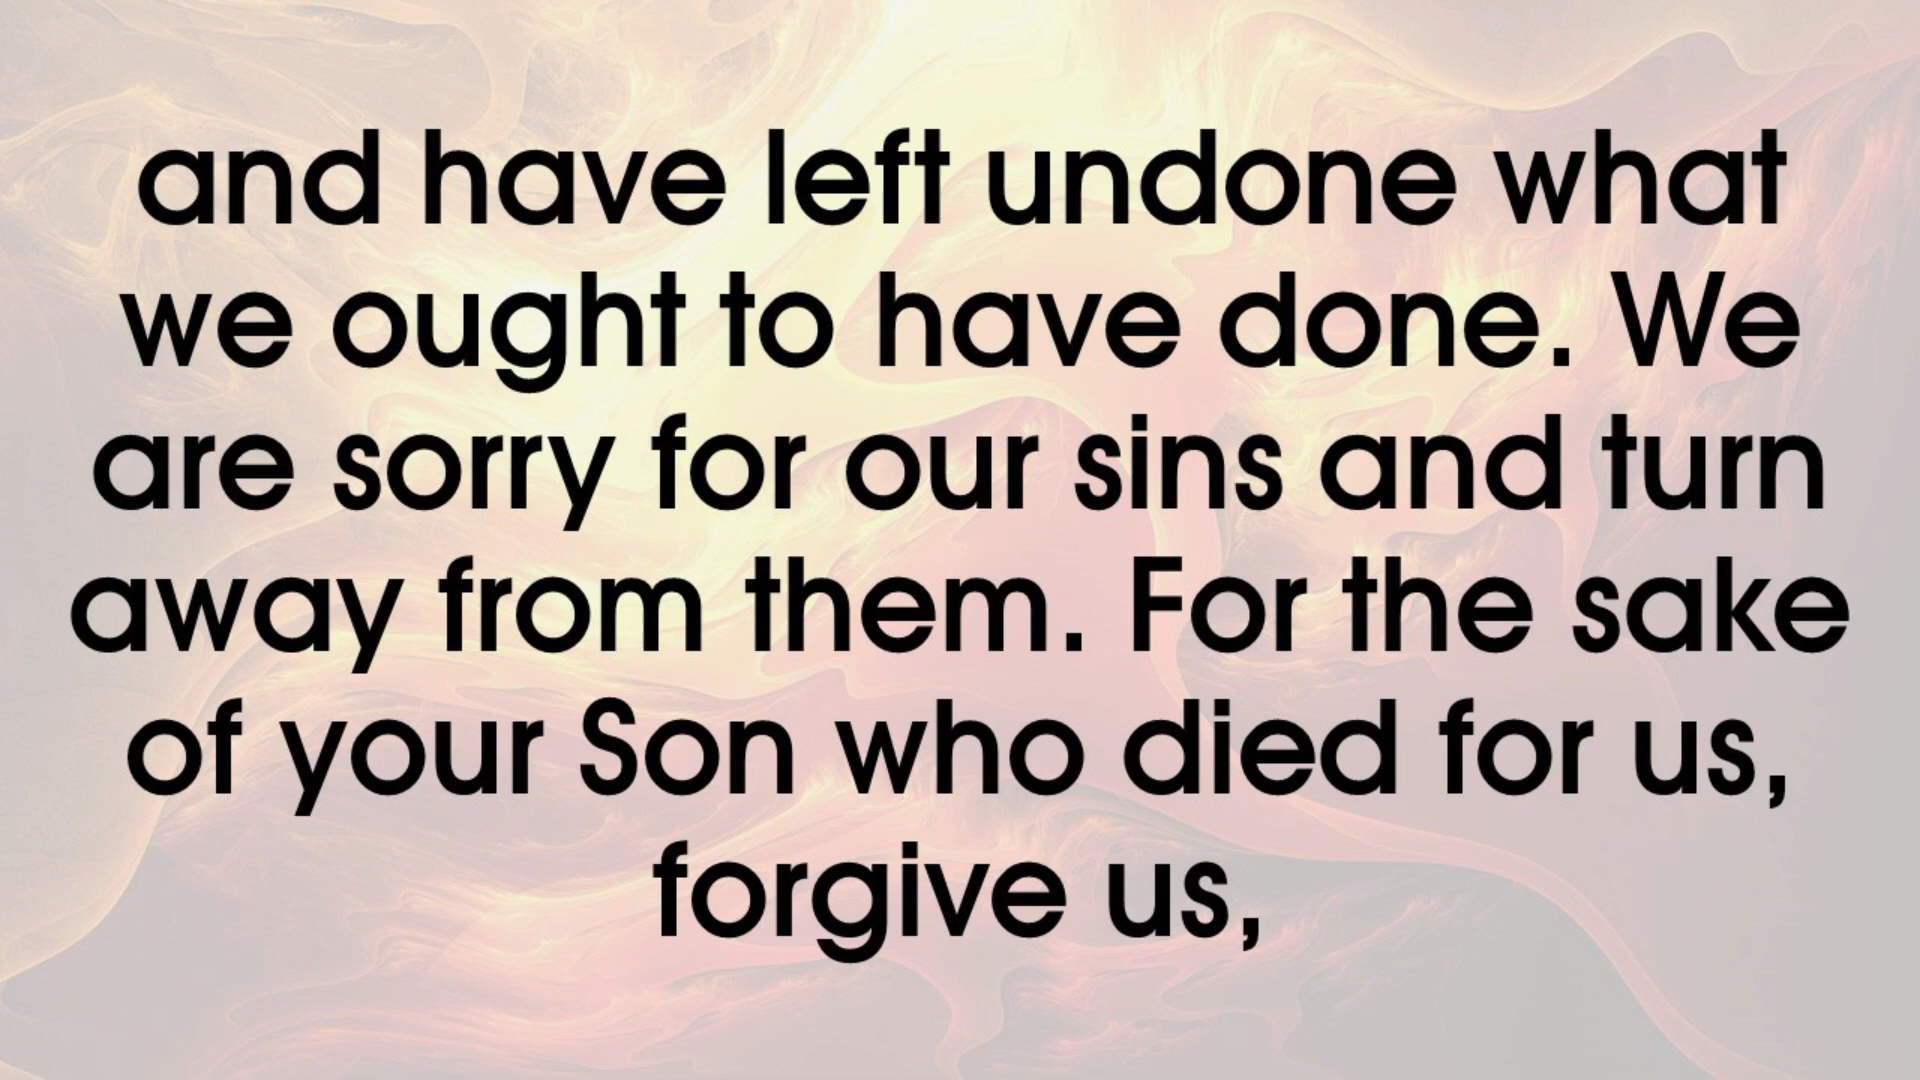 and have left undone what
we ought to have done. We
are sorry for our sins and turn
away from them. For the sake
of your Son who died for us,
forgive us,